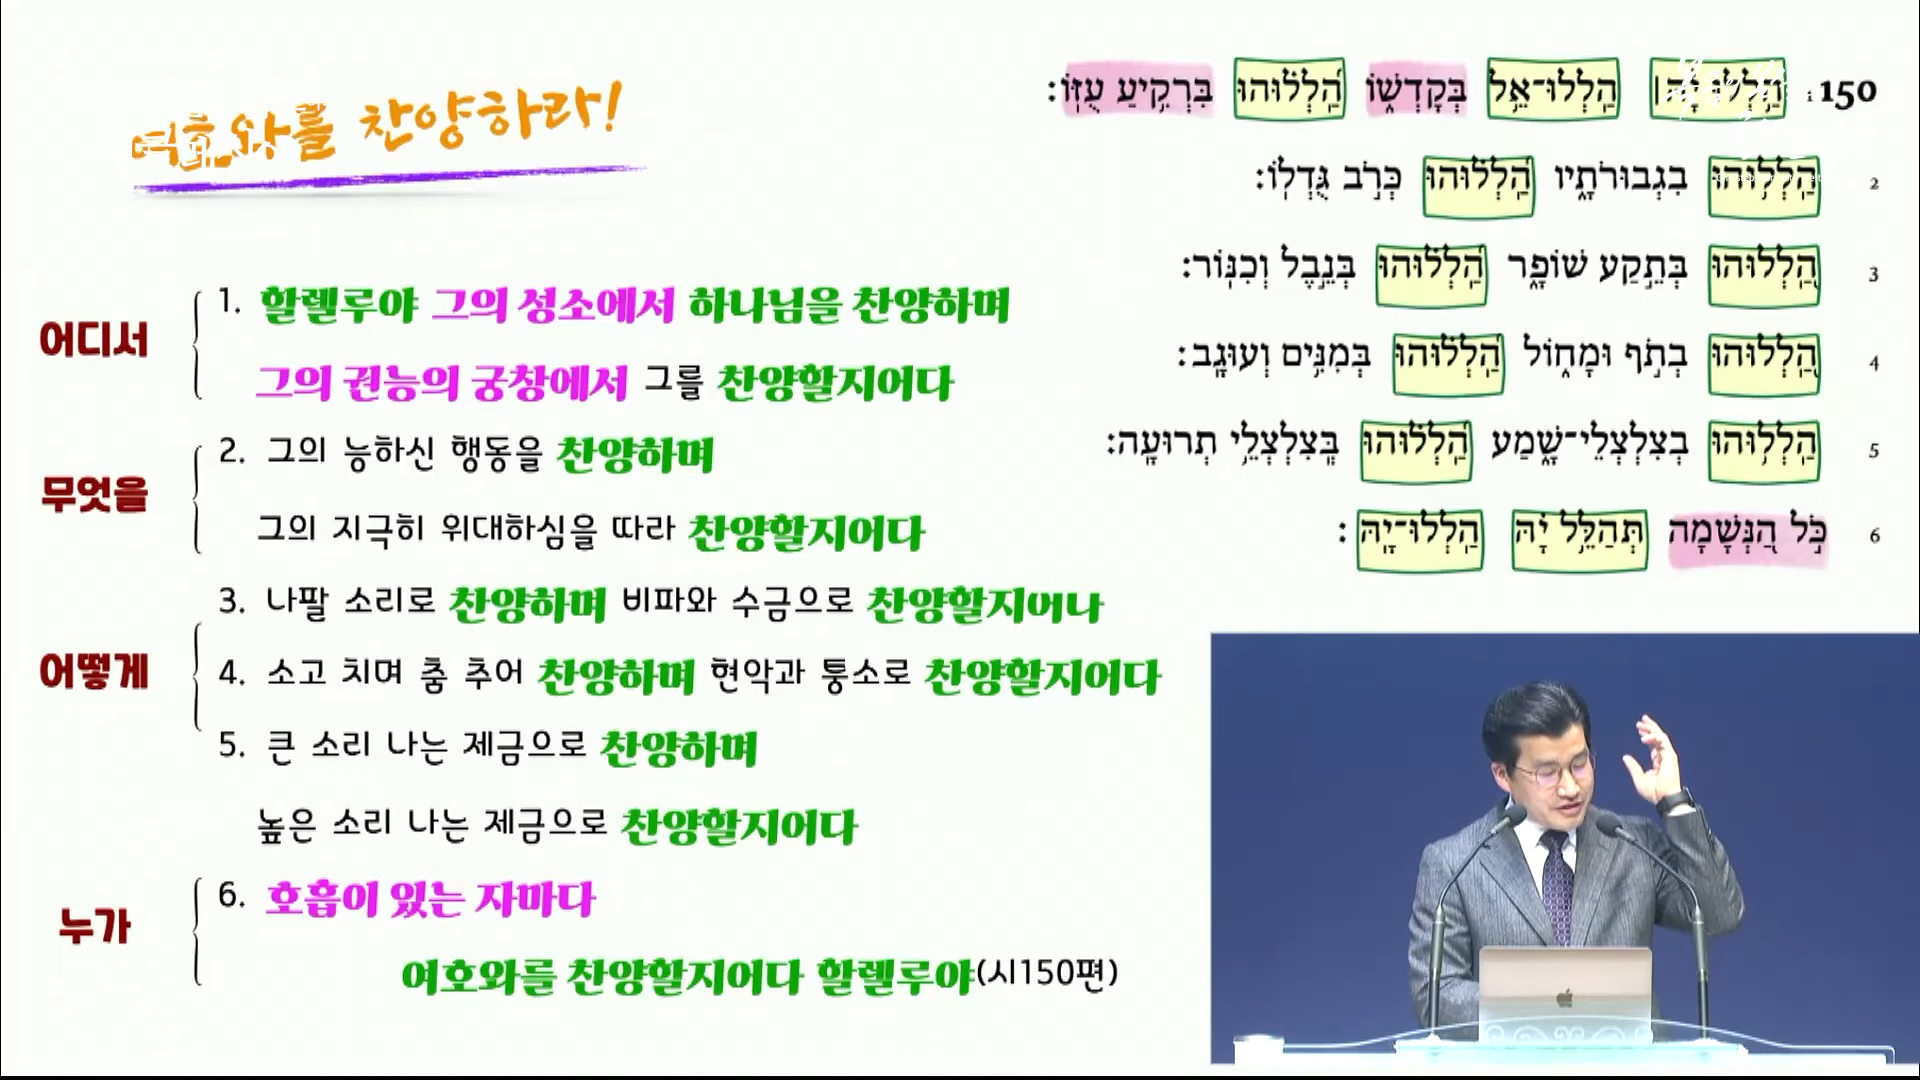 여호와를 찬양하라!
어디서
1. 할렐루야 그의 성소에서 하나님을 찬양하며
그의 권능의 궁창에서 그를 찬양할지어다
무엇을
2. 그의 능하신 행동을 찬양하며
그의 지극히 위대하심을 따라 찬양할지어다
어떻게
3. 나팔 소리로 찬양하며 비파와 수금으로 찬양할지어다
4. 소고 치며 춤 추어 찬양하며 현악과 퉁소로 찬양할지어다
5. 큰 소리 나는 제금으로 찬양하며
높은 소리 나는 제금으로 찬양할지어다
누가
6. 호흡이 있는 자마다
여호와를 찬양할지어다 할렐루야(시150편)
150 הַ֥לְלוּ יָ֨הּ ׀ הַֽלְלוּ־אֵ֥ל בְּקָדְשׁ֑וֹ הַֽ֝לְל֗וּהוּ בִּרְקִ֥יעַ עֻזּֽוֹ׃
2 הַֽלְל֥וּהוּ בִגְבוּרֹתָ֑יו הַֽ֝לְל֗וּהוּ כְּרֹ֣ב גֻּדְלֽוֹ׃
3 הַֽ֭לְלוּהוּ בְּתֵ֣קַע שׁוֹפָ֑ר הַֽ֝לְל֗וּהוּ בְּנֵ֣בֶל וְכִנּֽוֹר׃
4 הַֽ֭לְלוּהוּ בְתֹ֣ף וּמָח֑וֹל הַֽ֝לְל֗וּהוּ בְּמִנִּ֥ים וְעוּגָֽב׃
5 הַֽלְל֥וּהוּ בְצִלְצְלֵי־שָׁ֑מַע הַֽ֝לְל֗וּהוּ בְּֽצִלְצְלֵ֥י תְרוּעָֽה׃
6 כֹּ֣ל הַ֭נְּשָׁמָה תְּהַלֵּ֥ל יָ֗הּ הַֽלְלוּ־יָֽהּ׃